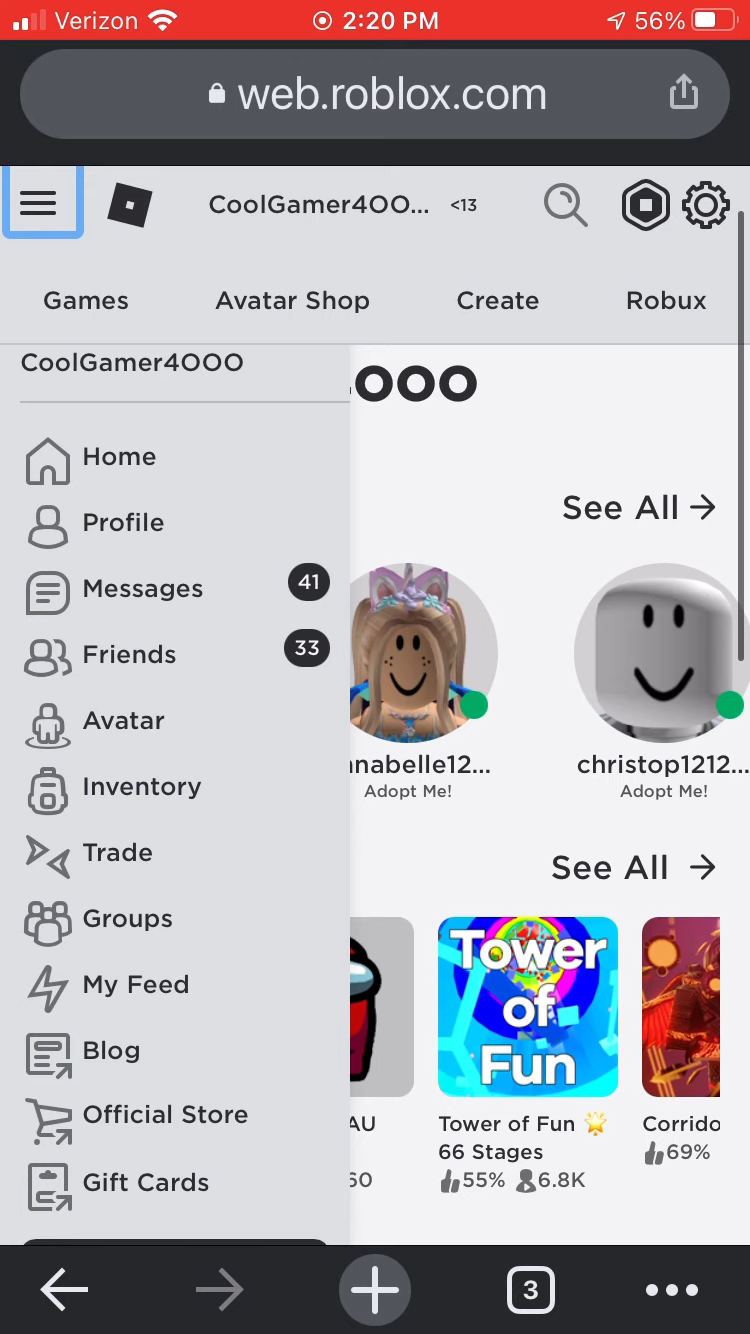 Verizon 2:20 PM 56%
web.roblox.com
CoolGamer4OO... <13
Games Avatar Shop Create Robux
CoolGamer4OOO
OOO
Home
See All
Profile
Messages 41
Friends 33
Avatar
nabelle12... christop1212...
Adopt Me! Adopt Me!
Inventory
Trade
See All
Groups
Tower
of
Fun
My Feed
Blog
Official Store
AU Tower of Fun 🌟 Corrido
66 Stages 69%
60 55% 6.8K
Gift Cards
3